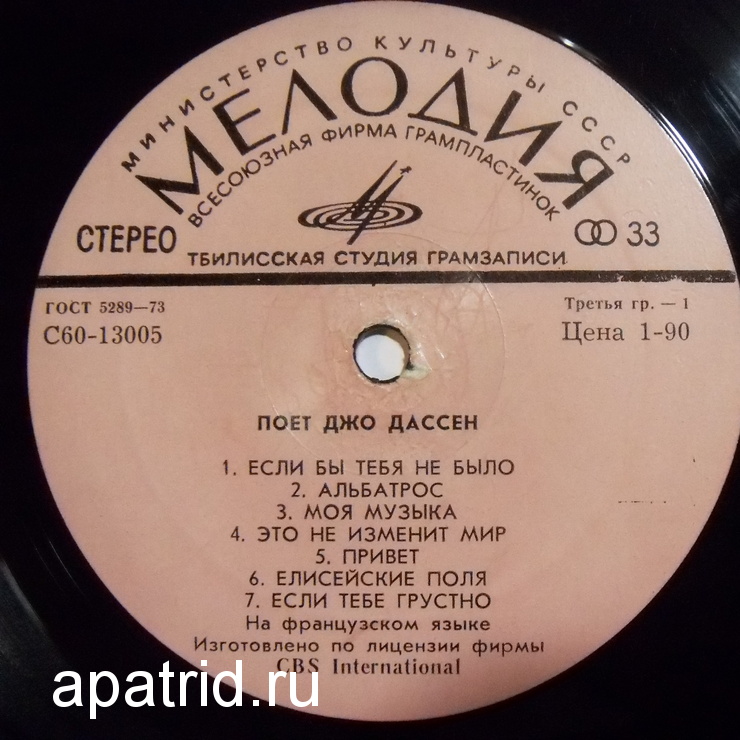 МИНИСТЕРСТВО КУЛЬТУРЫ СССР
МЕЛОДИЯ
ВСЕСОЮЗНАЯ ФИРМА ГРАМПЛАСТИНОК
СТЕРЕО
33
ТБИЛИССКАЯ СТУДИЯ ГРАМЗАПИСИ
ГОСТ 5289—73
Третья гр. — 1
С60-13005
Цена 1-90
ПОЕТ ДЖО ДАССЕН
1. ЕСЛИ БЫ ТЕБЯ НЕ БЫЛО
2. АЛЬБАТРОС
3. МОЯ МУЗЫКА
4. ЭТО НЕ ИЗМЕНИТ МИР
5. ПРИВЕТ
6. ЕЛИСЕЙСКИЕ ПОЛЯ
7. ЕСЛИ ТЕБЕ ГРУСТНО
На французском языке
Изготовлено по лицензии фирмы
CBS International
apatrid.ru